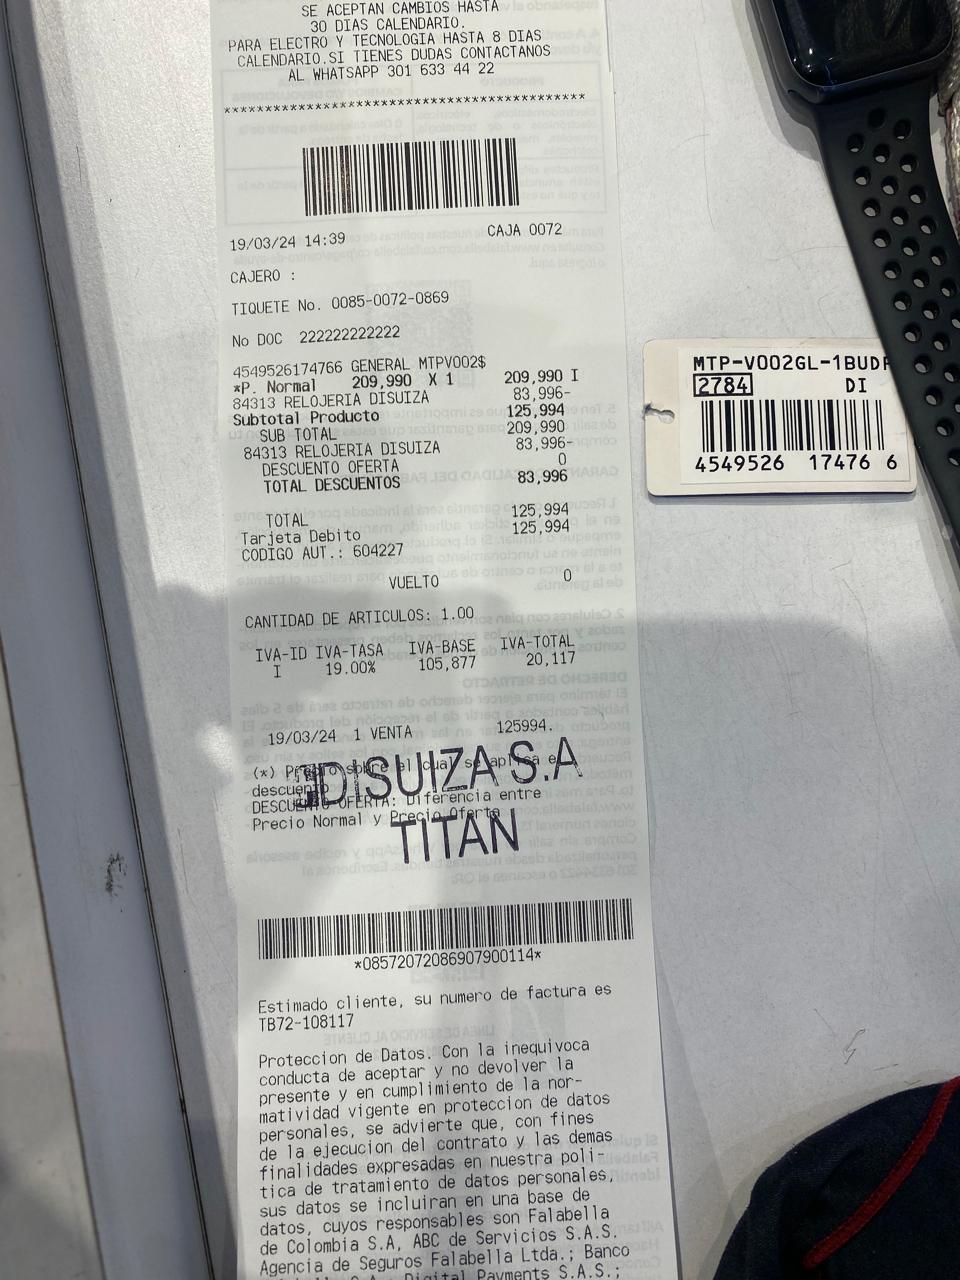 SE ACEPTAN CAMBIOS HASTA
30 DIAS CALENDARIO.
PARA ELECTRO Y TECNOLOGIA HASTA 8 DIAS
CALENDARIO.SI TIENES DUDAS CONTACTANOS
AL WHATSAPP 301 633 44 22
******************************************
19/03/24 14:39 CAJA 0072
CAJERO :
TIQUETE No. 0085-0072-0869
No DOC 222222222222
4549526174766 GENERAL MTPV002$
*P. Normal 209,990 X 1 209,990 I
84313 RELOJERIA DISUIZA 83,996-
Subtotal Producto 125,994
SUB TOTAL 209,990
84313 RELOJERIA DISUIZA 83,996-
DESCUENTO OFERTA 0
TOTAL DESCUENTOS 83,996
TOTAL 125,994
Tarjeta Debito 125,994
CODIGO AUT.: 604227
VUELTO 0
CANTIDAD DE ARTICULOS: 1.00
IVA-ID IVA-TASA IVA-BASE IVA-TOTAL
I 19.00% 105,877 20,117
19/03/24 1 VENTA 125994.
(*) Precio sobre el cual se aplica el
descuento
DESCUENTO OFERTA: Diferencia entre
Precio Normal y Precio Oferta
DISUIZA S.A
TITAN
*08572072086907900114*
Estimado cliente, su numero de factura es
TB72-108117
Proteccion de Datos. Con la inequivoca
conducta de aceptar y no devolver la
presente y en cumplimiento de la nor-
matividad vigente en proteccion de datos
personales, se advierte que, con fines
de la ejecucion del contrato y las demas
finalidades expresadas en nuestra poli-
tica de tratamiento de datos personales,
sus datos se incluiran en una base de
datos, cuyos responsables son Falabella
de Colombia S.A, ABC de Servicios S.A.S.
Agencia de Seguros Falabella Ltda.; Banco
Digital Payments S.A.S.;
MTP-V002GL-1BUDF
2784 DI
4549526 17476 6